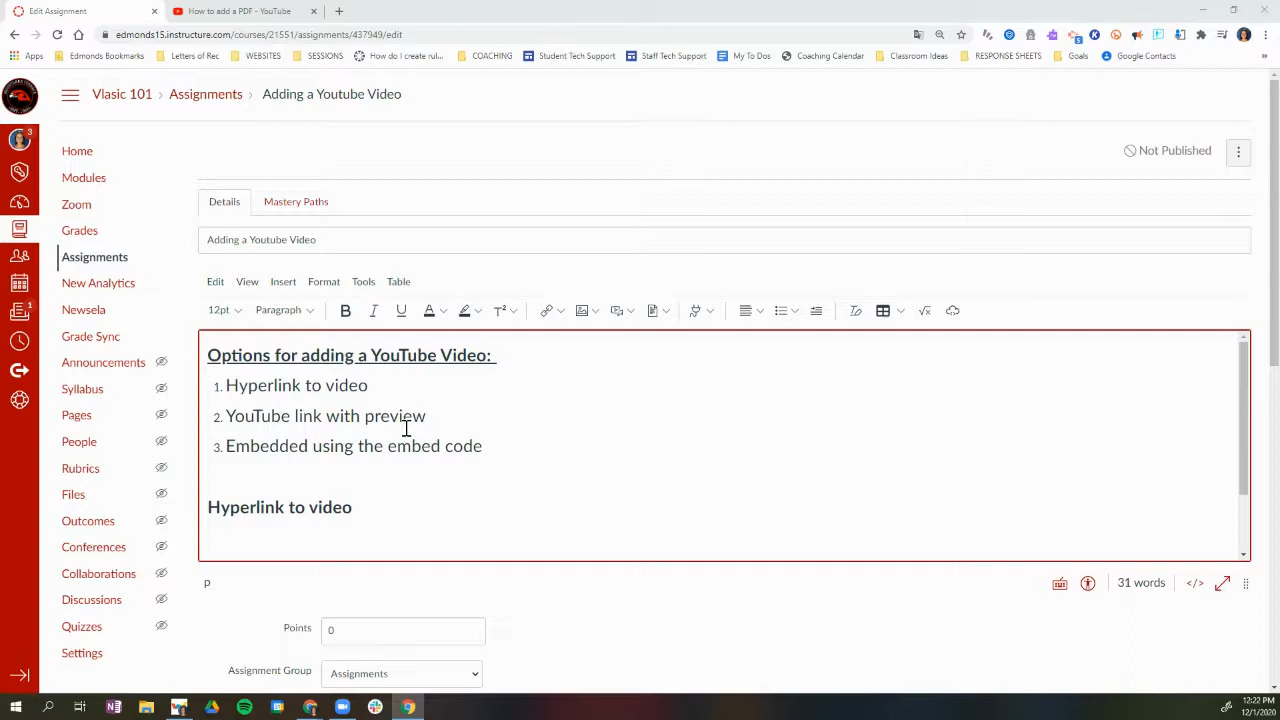 Edit Assignment
How to add a PDF - YouTube
edmonds15.instructure.com/courses/21551/assignments/437949/edit
Apps
Edmonds Bookmarks
Letters of Rec
WEBSITES
SESSIONS
How do I create rul...
COACHING
Student Tech Support
Staff Tech Support
My To Dos
Coaching Calendar
Classroom Ideas
RESPONSE SHEETS
Goals
Google Contacts
Vlasic 101 › Assignments › Adding a Youtube Video
3
1
Home
Modules
Zoom
Grades
Assignments
New Analytics
Newsela
Grade Sync
Announcements
Syllabus
Pages
People
Rubrics
Files
Outcomes
Conferences
Collaborations
Discussions
Quizzes
Settings
Not Published
Details
Mastery Paths
Adding a Youtube Video
Edit View Insert Format Tools Table
12pt Paragraph
Options for adding a YouTube Video:
1. Hyperlink to video
2. YouTube link with preview
3. Embedded using the embed code
Hyperlink to video
p
31 words
</>
Points
0
Assignment Group
Assignments
12:22 PM
12/1/2020